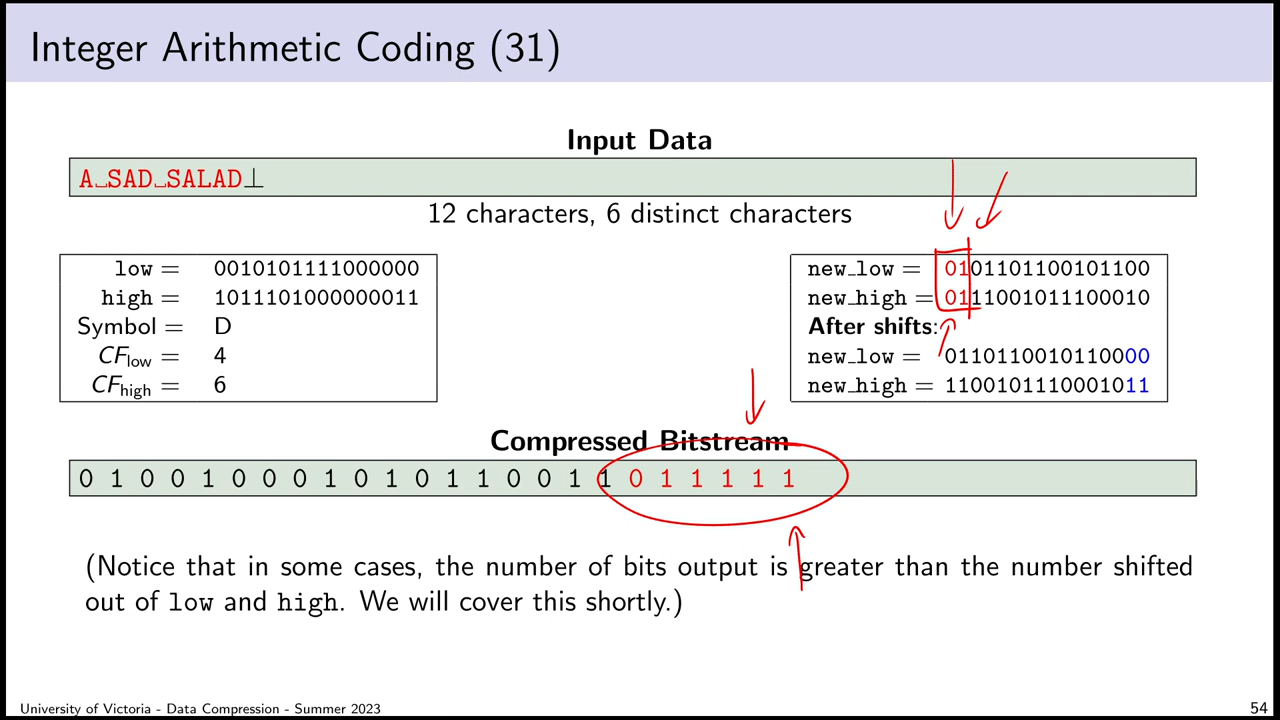 Integer Arithmetic Coding (31)
Input Data
A␣SAD␣SALAD⊥
12 characters, 6 distinct characters
low = 0010101111000000
high = 1011101000000011
Symbol = D
CFlow = 4
CFhigh = 6
new_low = 0101101100101100
new_high = 0111001011100010
After shifts:
new_low = 0110110010110000
new_high = 1100101110001011
Compressed Bitstream
0 1 0 0 1 0 0 0 1 0 1 0 1 1 0 0 1 1 0 1 1 1 1 1
(Notice that in some cases, the number of bits output is greater than the number shifted
out of low and high. We will cover this shortly.)
University of Victoria - Data Compression - Summer 2023
54